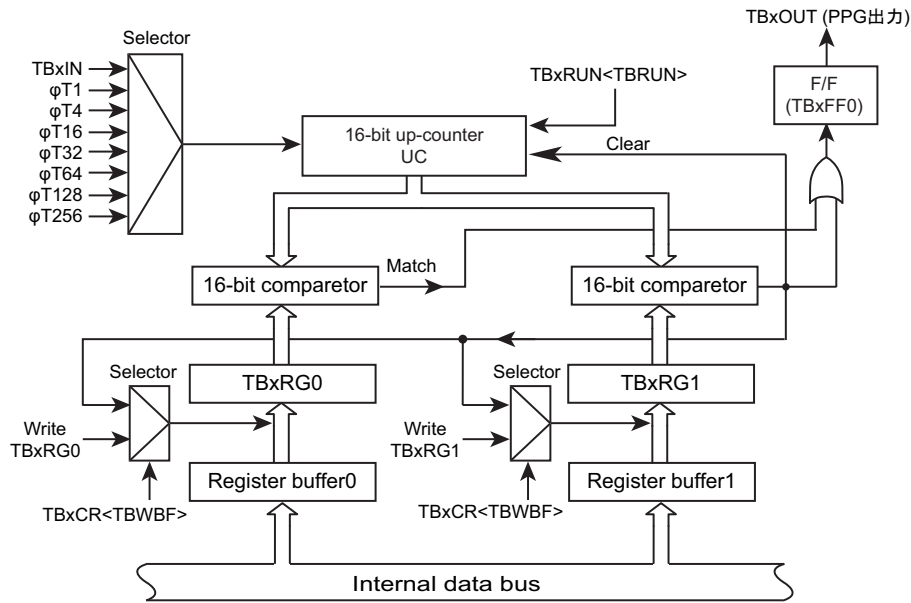 TBxOUT (PPG出力)
Selector
TBxIN
φT1
φT4
φT16
φT32
φT64
φT128
φT256
TBxRUN<TBRUN>
F/F
(TBxFF0)
16-bit up-counter
UC
Clear
16-bit comparetor
Match
16-bit comparetor
Selector
TBxRG0
Selector
TBxRG1
Write
TBxRG0
Write
TBxRG1
Register buffer0
Register buffer1
TBxCR<TBWBF>
TBxCR<TBWBF>
Internal data bus